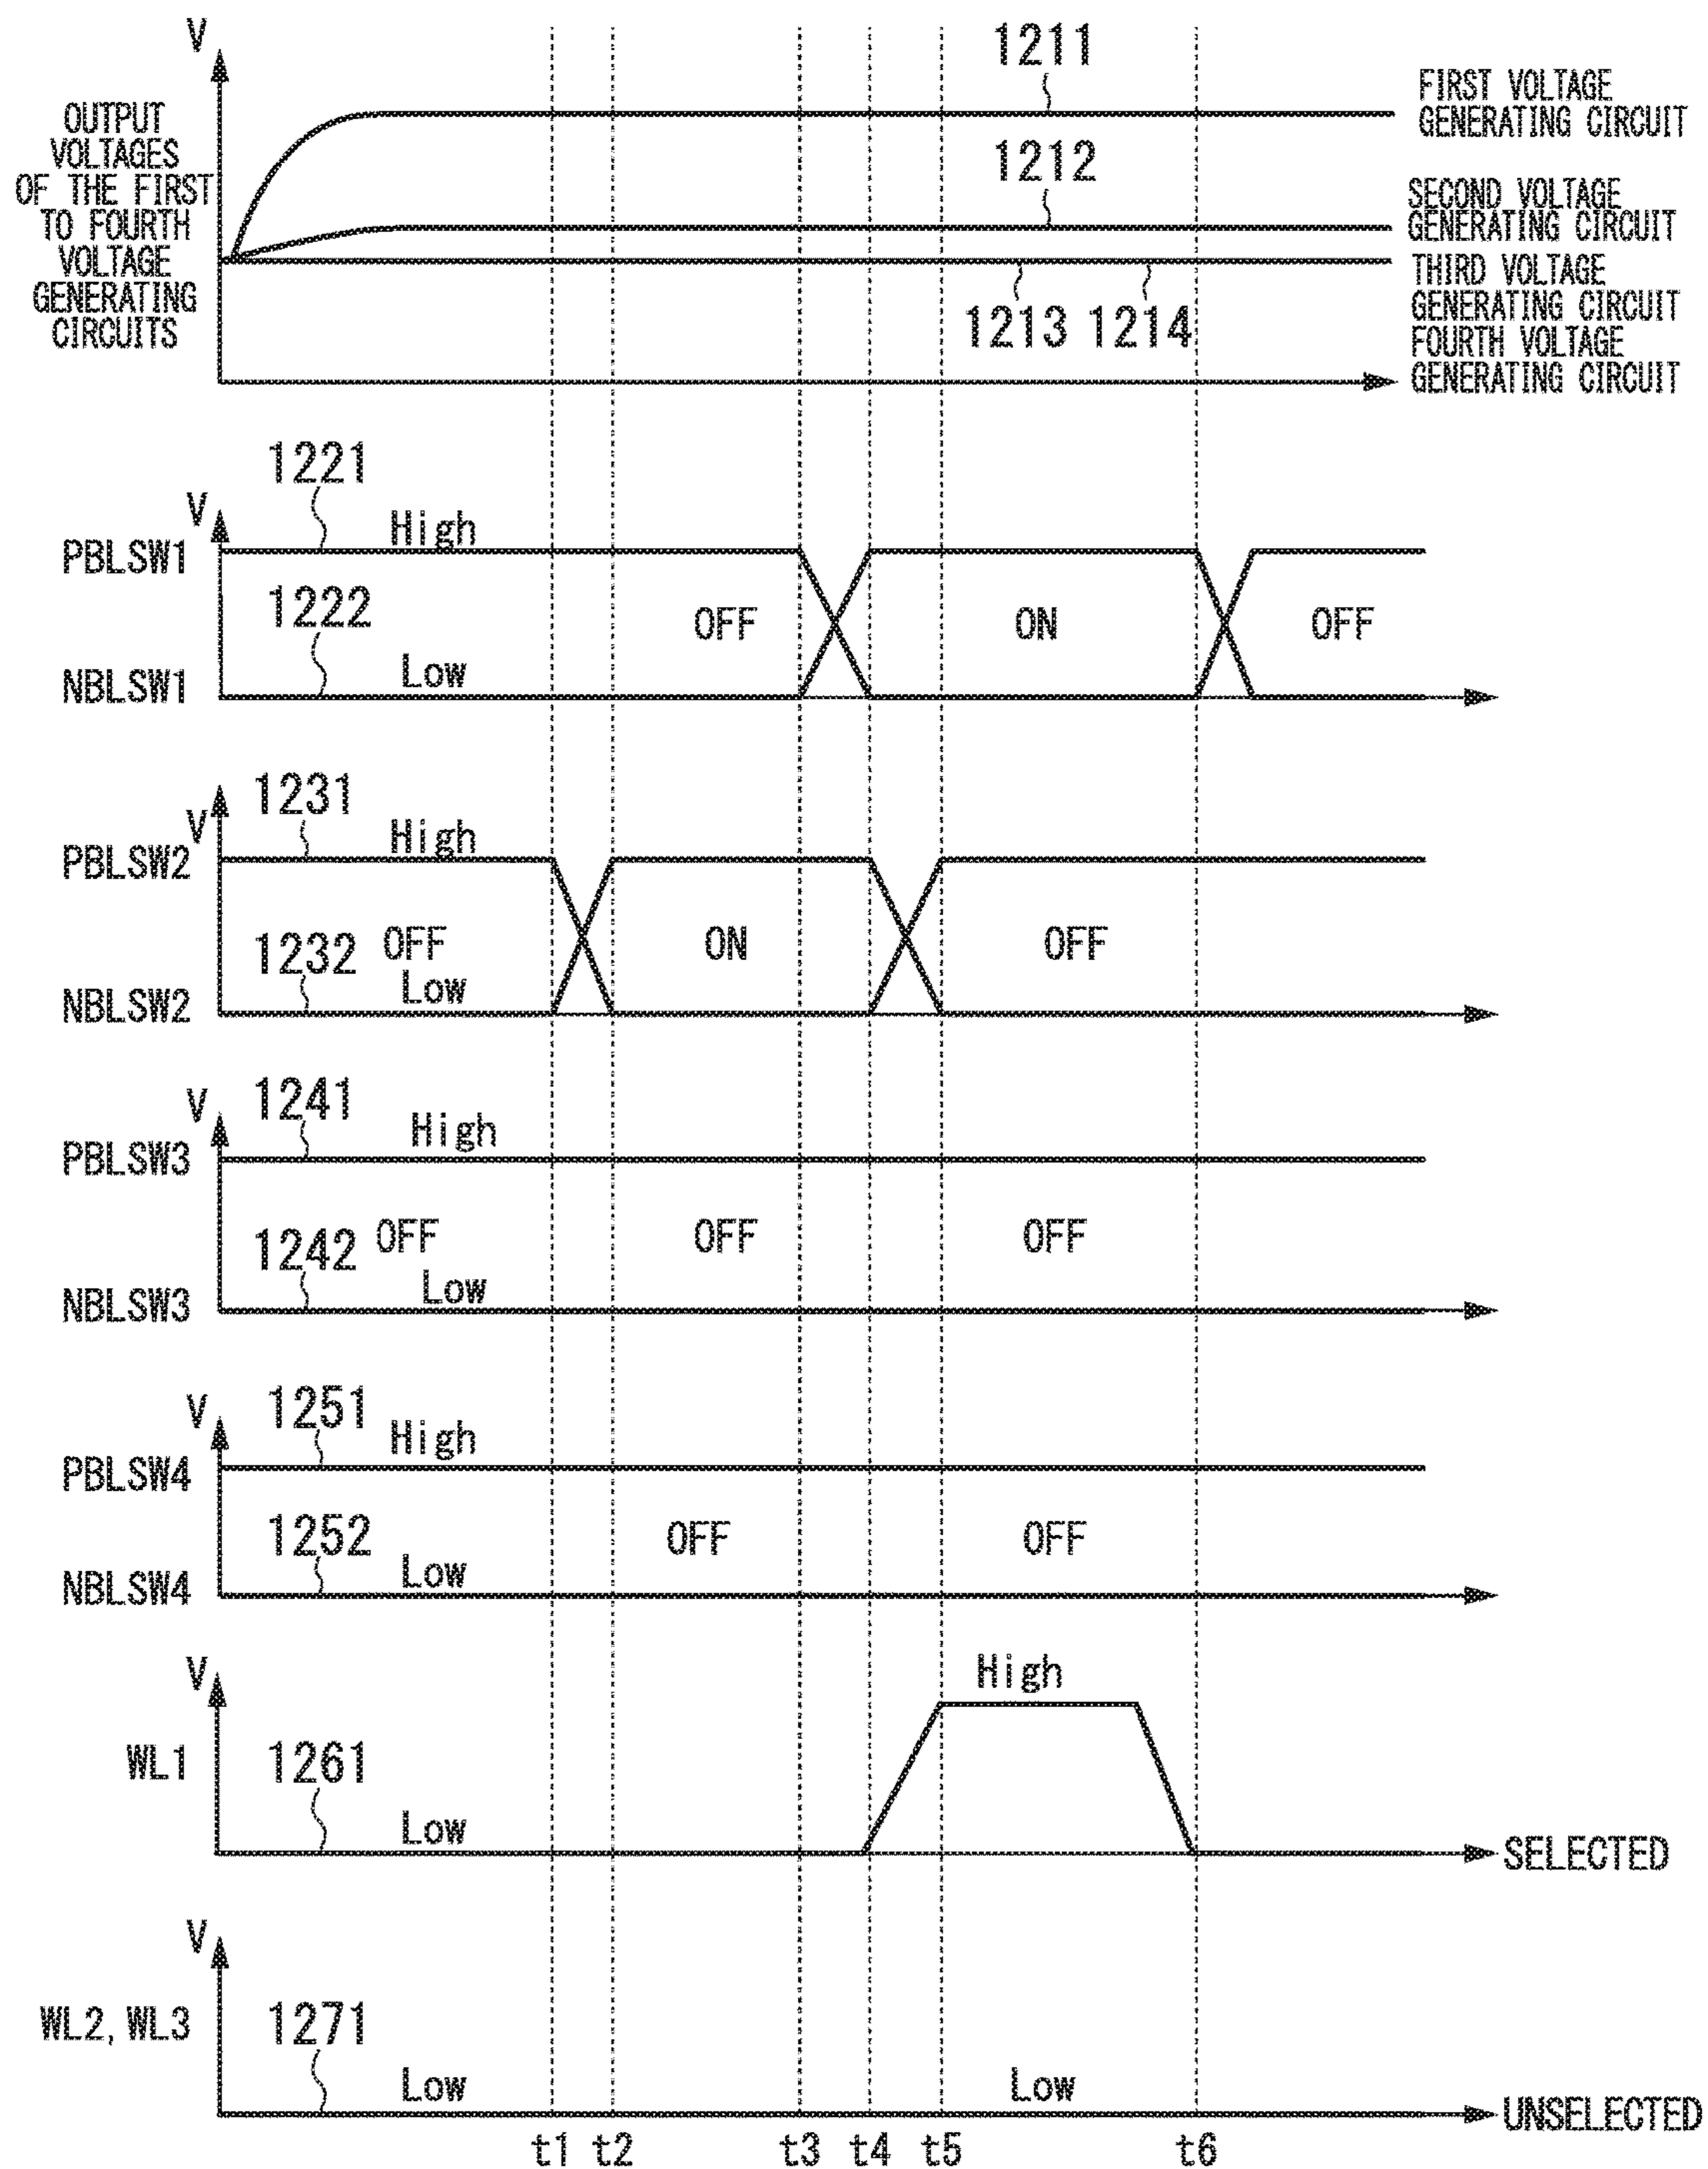 V
OUTPUT
VOLTAGES
OF THE FIRST
TO FOURTH
VOLTAGE
GENERATING
CIRCUITS
1211
FIRST VOLTAGE
GENERATING CIRCUIT
1212
SECOND VOLTAGE
GENERATING CIRCUIT
1213 1214
THIRD VOLTAGE
GENERATING CIRCUIT
FOURTH VOLTAGE
GENERATING CIRCUIT
1221
V
High
PBLSW1
1222
OFF ON OFF
Low
NBLSW1
1231
V
High
PBLSW2
1232
OFF ON OFF
Low
NBLSW2
1241
V
High
PBLSW3
1242
OFF OFF OFF
Low
NBLSW3
1251
V
High
PBLSW4
1252
OFF OFF
Low
NBLSW4
V
High
WL1
1261
Low
SELECTED
V
WL2, WL3
1271
Low Low
UNSELECTED
t1 t2 t3 t4 t5 t6